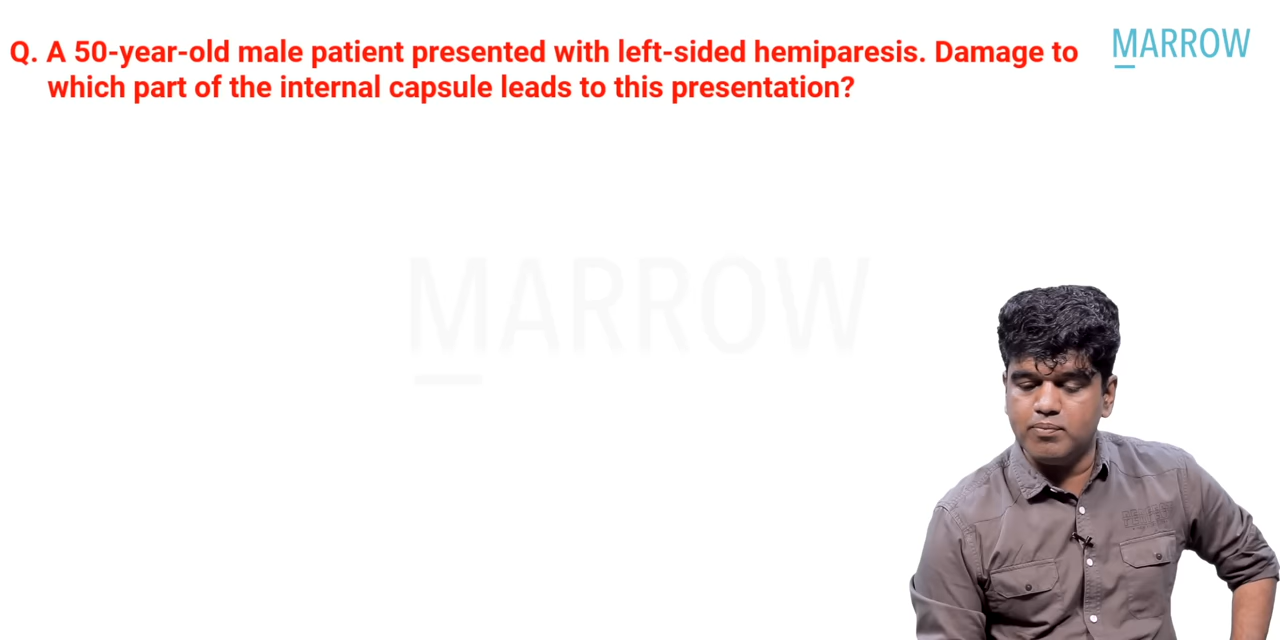 Q. A 50-year-old male patient presented with left-sided hemiparesis. Damage to
which part of the internal capsule leads to this presentation?
MARROW
MARROW